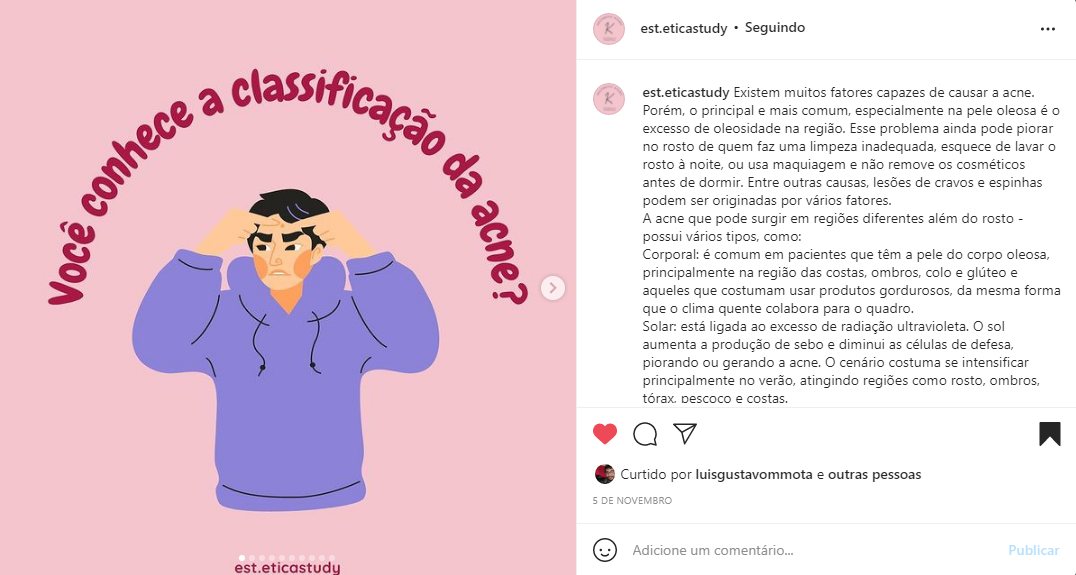 Você conhece a classificação da acne?
est.eticastudy
est.eticastudy • Seguindo
est.eticastudy Existem muitos fatores capazes de causar a acne.
Porém, o principal e mais comum, especialmente na pele oleosa é o
excesso de oleosidade na região. Esse problema ainda pode piorar
no rosto de quem faz uma limpeza inadequada, esquece de lavar o
rosto à noite, ou usa maquiagem e não remove os cosméticos
antes de dormir. Entre outras causas, lesões de cravos e espinhas
podem ser originadas por vários fatores.
A acne que pode surgir em regiões diferentes além do rosto -
possui vários tipos, como:
Corporal: é comum em pacientes que têm a pele do corpo oleosa,
principalmente na região das costas, ombros, colo e glúteo e
aqueles que costumam usar produtos gordurosos, da mesma forma
que o clima quente colabora para o quadro.
Solar: está ligada ao excesso de radiação ultravioleta. O sol
aumenta a produção de sebo e diminui as células de defesa,
piorando ou gerando a acne. O cenário costuma se intensificar
principalmente no verão, atingindo regiões como rosto, ombros,
tórax, pescoço e costas.
Curtido por luisgustavommota e outras pessoas
5 DE NOVEMBRO
Adicione um comentário... Publicar